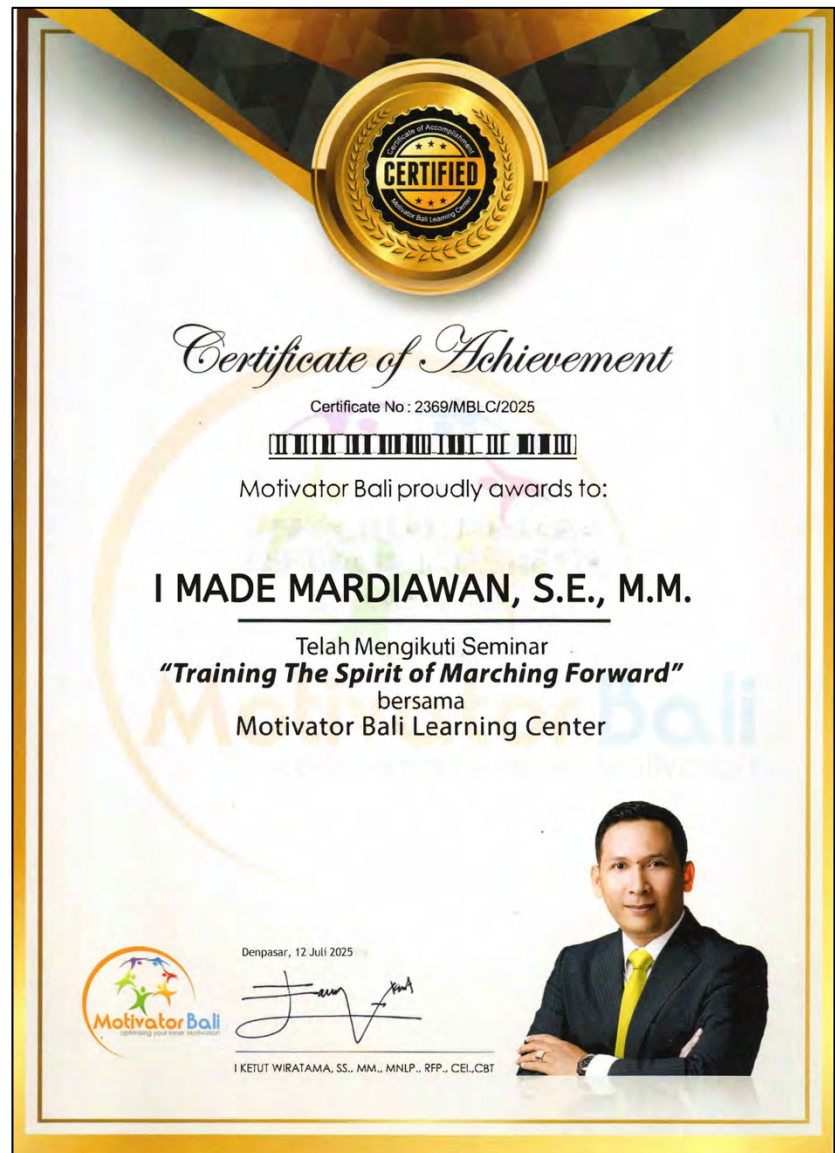 Certificate of Accomplishment
CERTIFIED
Motivator Bali Learning Center
Certificate of Achievement
Certificate No : 2369/MBLC/2025
Motivator Bali proudly awards to:
I MADE MARDIAWAN, S.E., M.M.
Telah Mengikuti Seminar
"Training The Spirit of Marching Forward"
bersama
Motivator Bali Learning Center
MotivatorBali
Denpasar, 12 Juli 2025
MotivatorBali
optimizing your inner motivation
I KETUT WIRATAMA, SS., MM., MNLP., RFP., CEI.,CBT